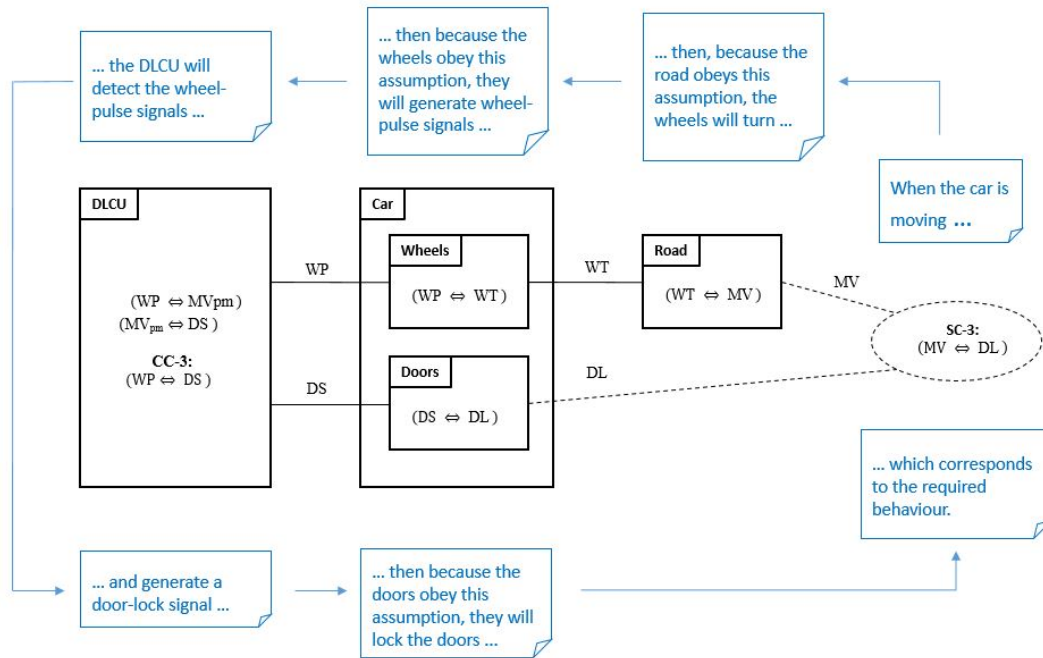 ... the DLCU will
detect the wheel-
pulse signals ...
... then because the
wheels obey this
assumption, they
will generate wheel-
pulse signals ...
... then, because the
road obeys this
assumption, the
wheels will turn ...
When the car is
moving ...
DLCU
(WP ⇔ MVpm)
(MVpm ⇔ DS)
CC-3:
(WP ⇔ DS)
WP
DS
Car
Wheels
(WP ⇔ WT)
Doors
(DS ⇔ DL)
WT
DL
Road
(WT ⇔ MV)
MV
SC-3:
(MV ⇔ DL)
... which corresponds
to the required
behaviour.
... and generate a
door-lock signal ...
... then because the
doors obey this
assumption, they will
lock the doors ...